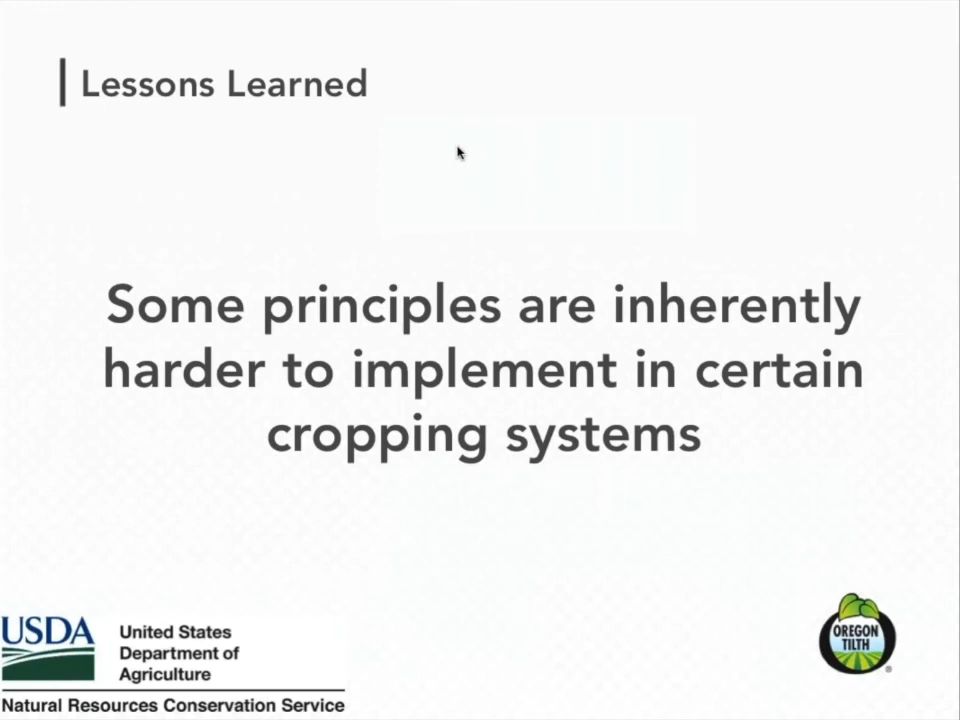 Lessons Learned
Some principles are inherently
harder to implement in certain
cropping systems
USDA
United States
Department of
Agriculture
Natural Resources Conservation Service
OREGON
TILTH
®